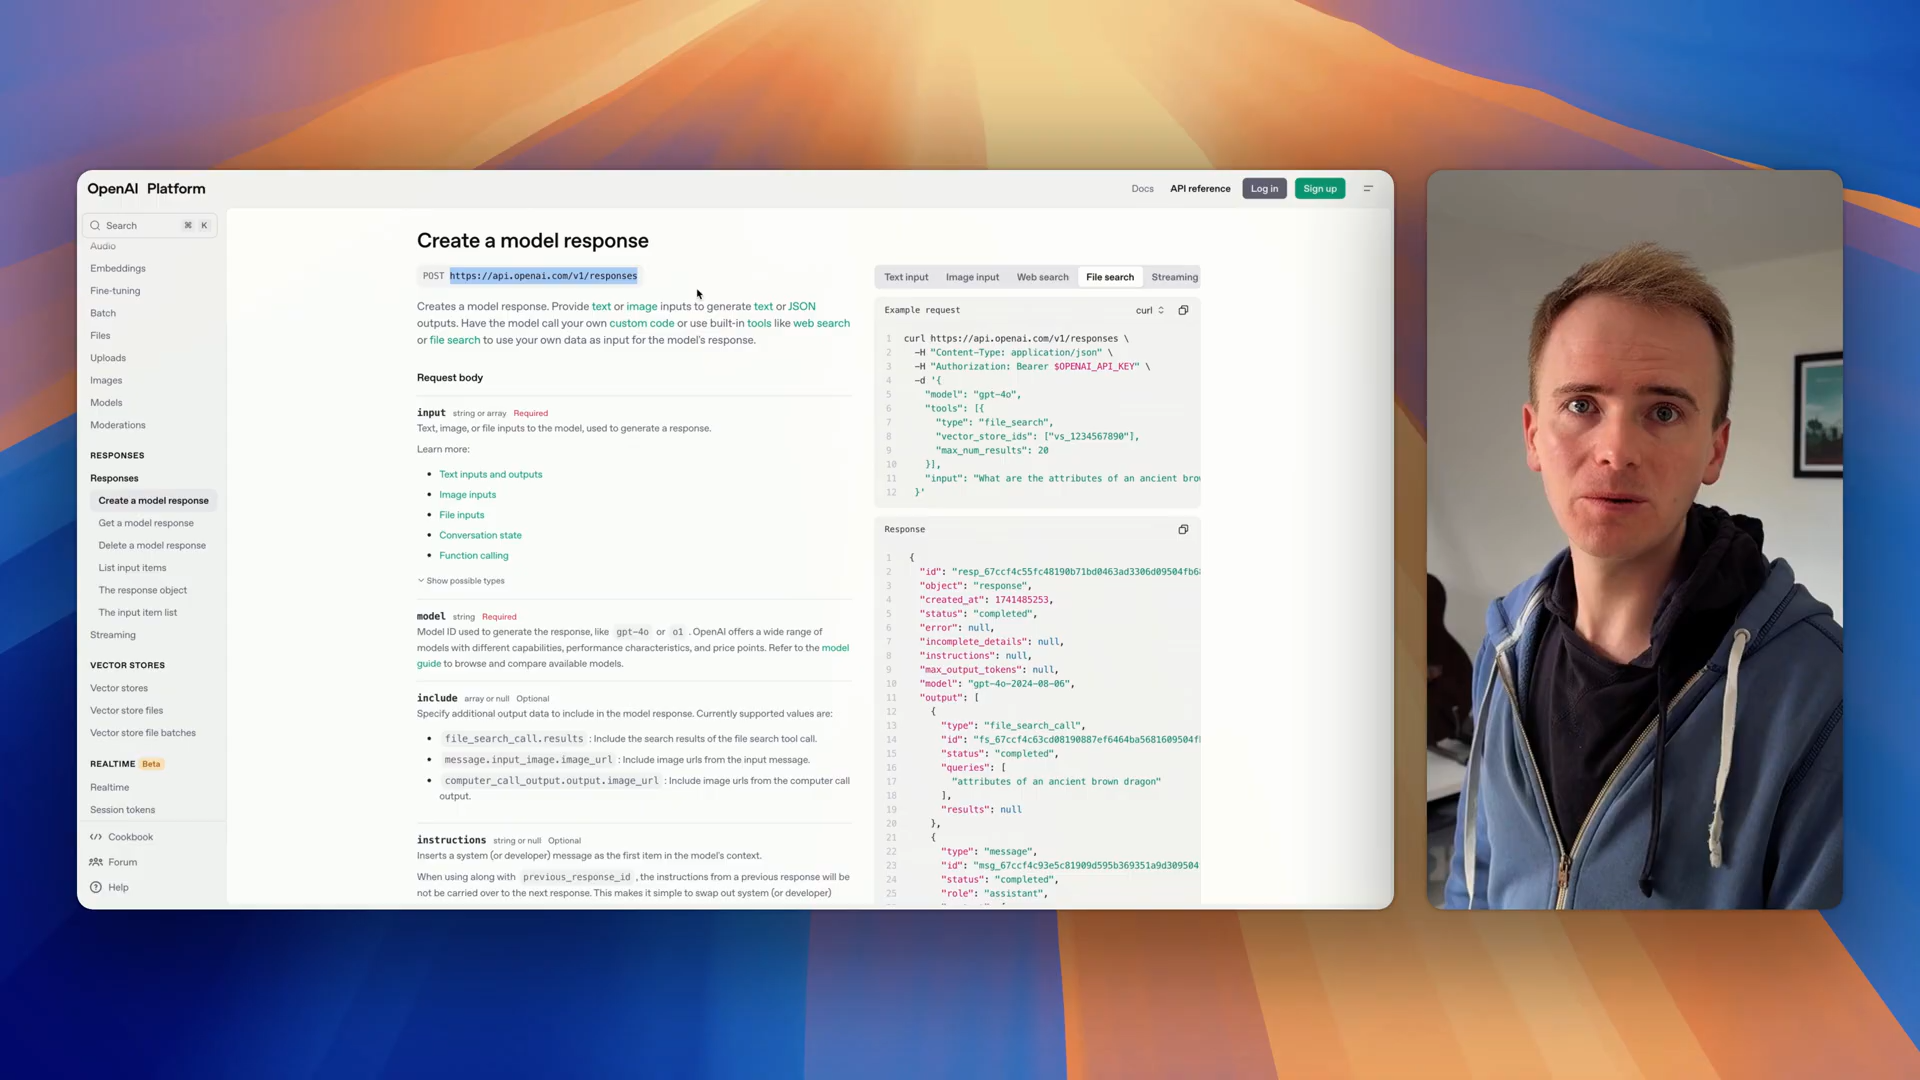 OpenAI Platform
Docs
API reference
Log in
Sign up
Search
⌘ K
Audio
Embeddings
Fine-tuning
Batch
Files
Uploads
Images
Models
Moderations
RESPONSES
Responses
Create a model response
Get a model response
Delete a model response
List input items
The response object
The input item list
Streaming
VECTOR STORES
Vector stores
Vector store files
Vector store file batches
REALTIME Beta
Realtime
Session tokens
Cookbook
Forum
Help
Create a model response
POST https://api.openai.com/v1/responses
Creates a model response. Provide text or image inputs to generate text or JSON
outputs. Have the model call your own custom code or use built-in tools like web search
or file search to use your own data as input for the model's response.
Request body
input string or array Required
Text, image, or file inputs to the model, used to generate a response.
Learn more:
• Text inputs and outputs
• Image inputs
• File inputs
• Conversation state
• Function calling
Show possible types
model string Required
Model ID used to generate the response, like gpt-4o or o1 . OpenAI offers a wide range of
models with different capabilities, performance characteristics, and price points. Refer to the model
guide to browse and compare available models.
include array or null Optional
Specify additional output data to include in the model response. Currently supported values are:
• file_search_call.results : Include the search results of the file search tool call.
• message.input_image.image_url : Include image urls from the input message.
• computer_call_output.output.image_url : Include image urls from the computer call
output.
instructions string or null Optional
Inserts a system (or developer) message as the first item in the model's context.
When using along with previous_response_id , the instructions from a previous response will be
not be carried over to the next response. This makes it simple to swap out system (or developer)
Text input
Image input
Web search
File search
Streaming
Example request
curl
1 curl https://api.openai.com/v1/responses \
2 -H "Content-Type: application/json" \
3 -H "Authorization: Bearer $OPENAI_API_KEY" \
4 -d '{
5 "model": "gpt-4o",
6 "tools": [{
7 "type": "file_search",
8 "vector_store_ids": ["vs_1234567890"],
9 "max_num_results": 20
10 }],
11 "input": "What are the attributes of an ancient brow
12 }'
Response
1 {
2 "id": "resp_67ccf4c55fc48190b71bd0463ad3306d09504fb6
3 "object": "response",
4 "created_at": 1741485253,
5 "status": "completed",
6 "error": null,
7 "incomplete_details": null,
8 "instructions": null,
9 "max_output_tokens": null,
10 "model": "gpt-4o-2024-08-06",
11 "output": [
12 {
13 "type": "file_search_call",
14 "id": "fs_67ccf4c63cd08190887ef6464ba5681609504f
15 "status": "completed",
16 "queries": [
17 "attributes of an ancient brown dragon"
18 ],
19 "results": null
20 },
21 {
22 "type": "message",
23 "id": "msg_67ccf4c93e5c81909d595b369351a9d309504
24 "status": "completed",
25 "role": "assistant",